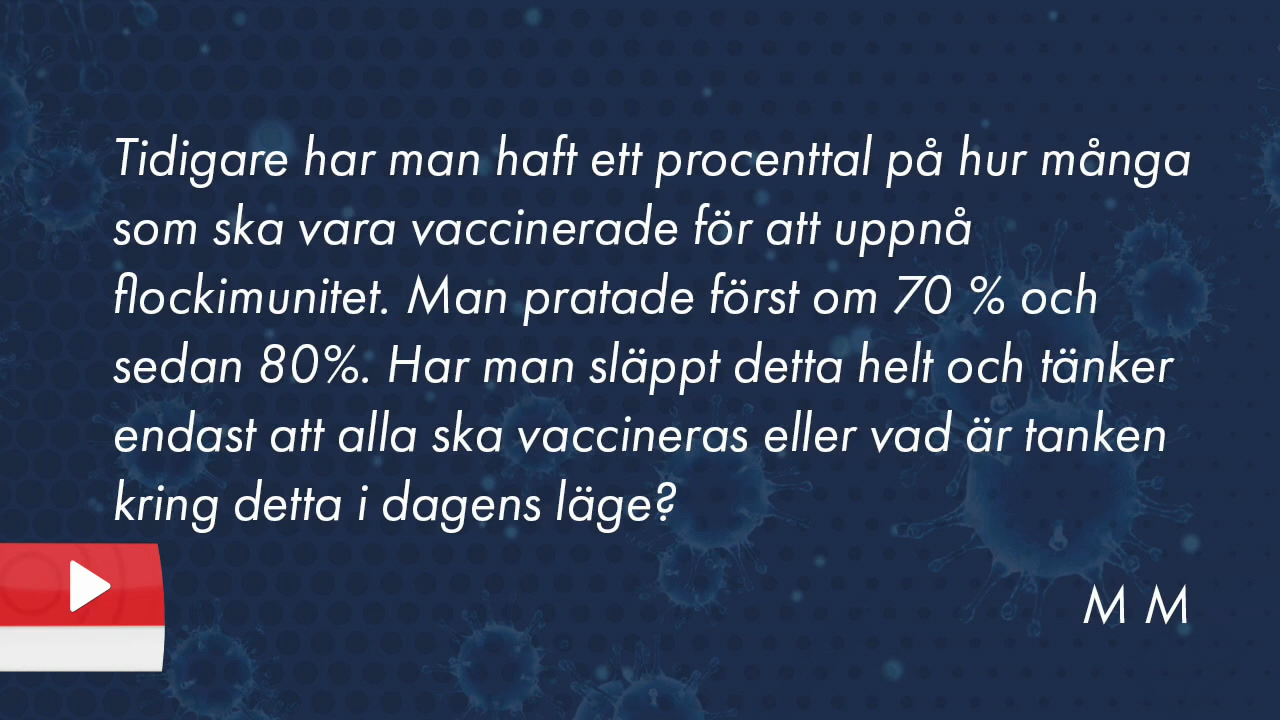 Tidigare har man haft ett procenttal på hur många
som ska vara vaccinerade för att uppnå
flockimunitet. Man pratade först om 70 % och
sedan 80%. Har man släppt detta helt och tänker
endast att alla ska vaccineras eller vad är tanken
kring detta i dagens läge?
M M